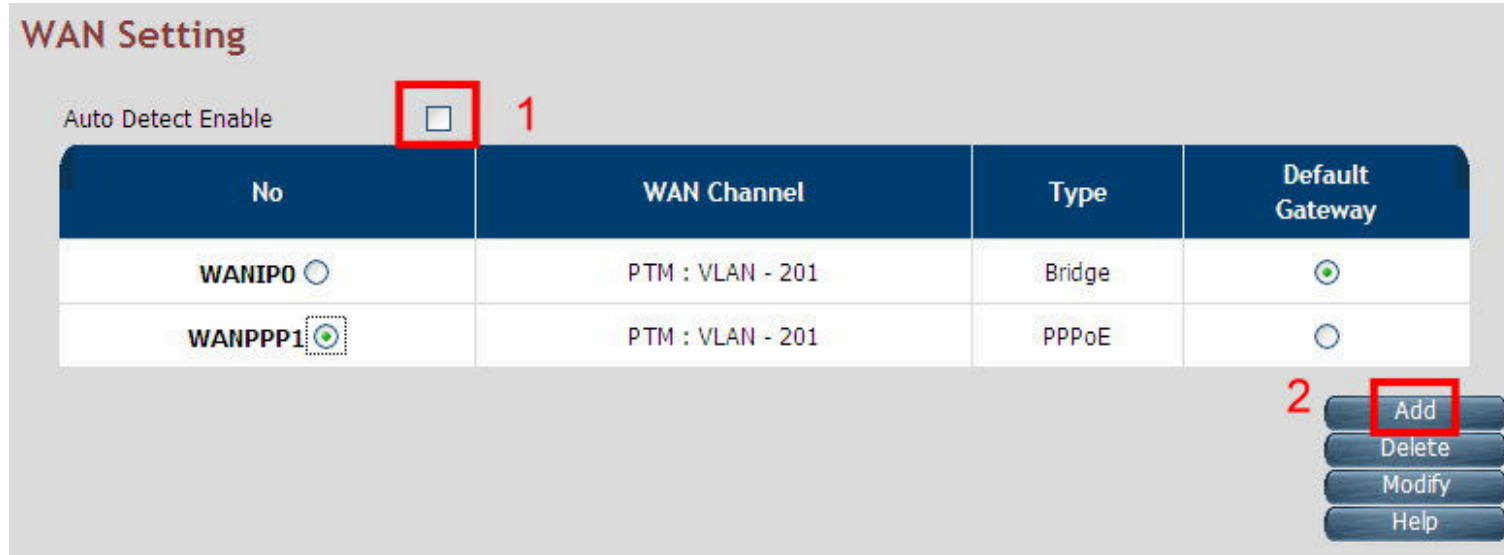 WAN Setting
Auto Detect Enable 1
No WAN Channel Type Default Gateway
WANIP0 PTM : VLAN - 201 Bridge
WANPPP1 PTM : VLAN - 201 PPPoE
2 Add
Delete
Modify
Help